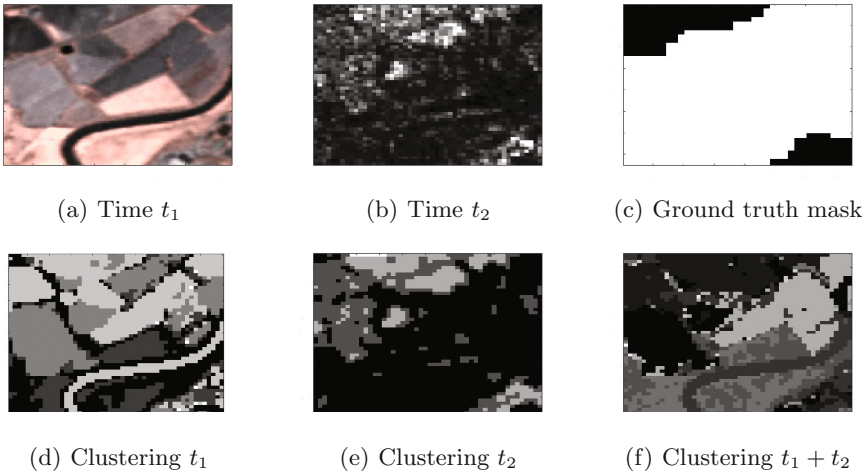 (a) Time t1
(b) Time t2
(c) Ground truth mask
(d) Clustering t1
(e) Clustering t2
(f) Clustering t1 + t2